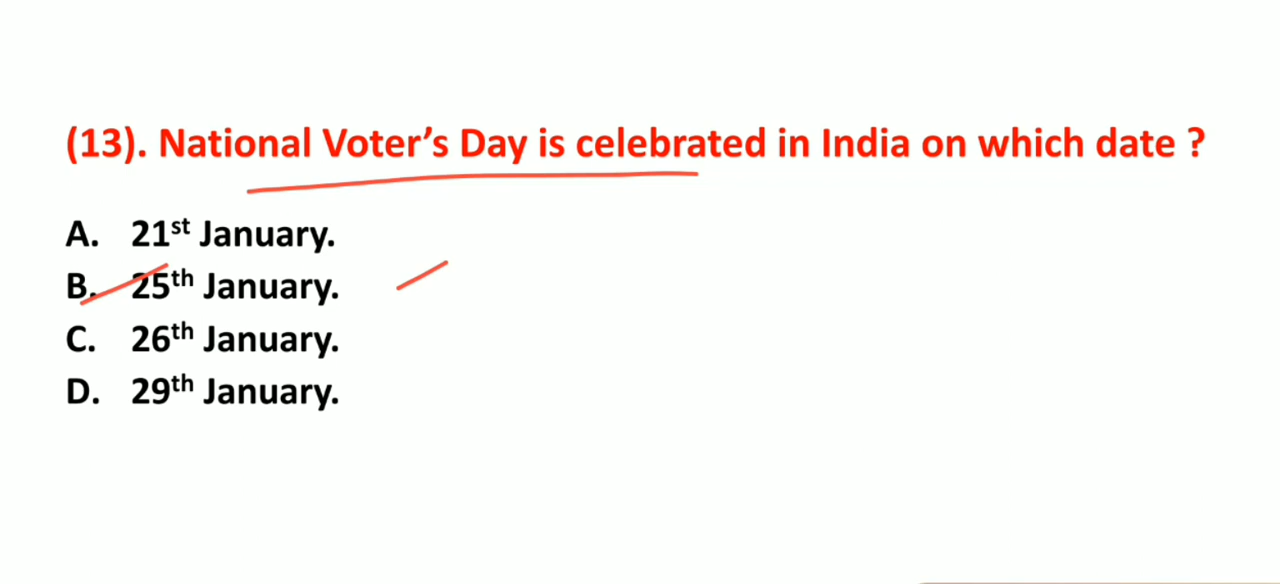 (13). National Voter’s Day is celebrated in India on which date ?
A. 21st January.
B. 25th January.
C. 26th January.
D. 29th January.